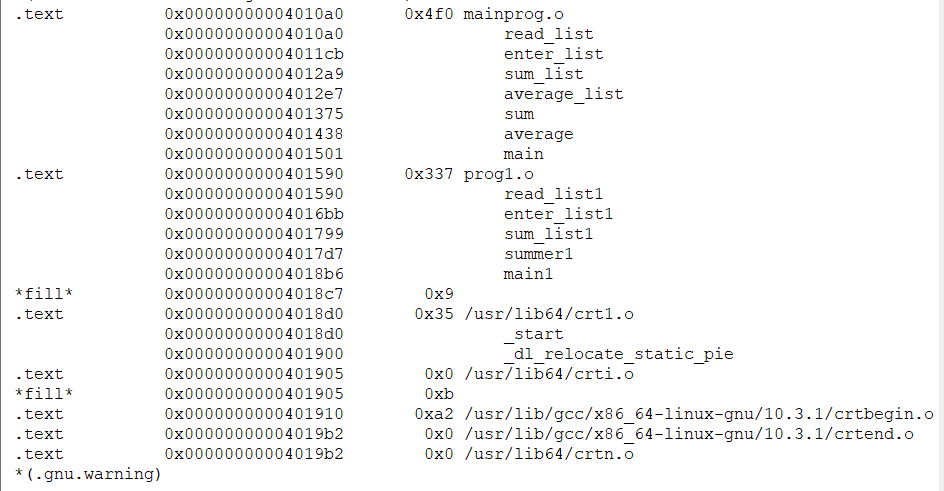 .text 0x00000000004010a0 0x4f0 mainprog.o
0x00000000004010a0 read_list
0x00000000004011cb enter_list
0x00000000004012a9 sum_list
0x00000000004012e7 average_list
0x0000000000401375 sum
0x0000000000401438 average
0x0000000000401501 main
.text 0x0000000000401590 0x337 prog1.o
0x0000000000401590 read_list1
0x00000000004016bb enter_list1
0x0000000000401799 sum_list1
0x00000000004017d7 summer1
0x00000000004018b6 main1
*fill* 0x00000000004018c7 0x9
.text 0x00000000004018d0 0x35 /usr/lib64/crt1.o
0x00000000004018d0 _start
0x0000000000401900 _dl_relocate_static_pie
.text 0x0000000000401905 0x0 /usr/lib64/crti.o
*fill* 0x0000000000401905 0xb
.text 0x0000000000401910 0xa2 /usr/lib/gcc/x86_64-linux-gnu/10.3.1/crtbegin.o
.text 0x00000000004019b2 0x0 /usr/lib/gcc/x86_64-linux-gnu/10.3.1/crtend.o
.text 0x00000000004019b2 0x0 /usr/lib64/crtn.o
*(.gnu.warning)